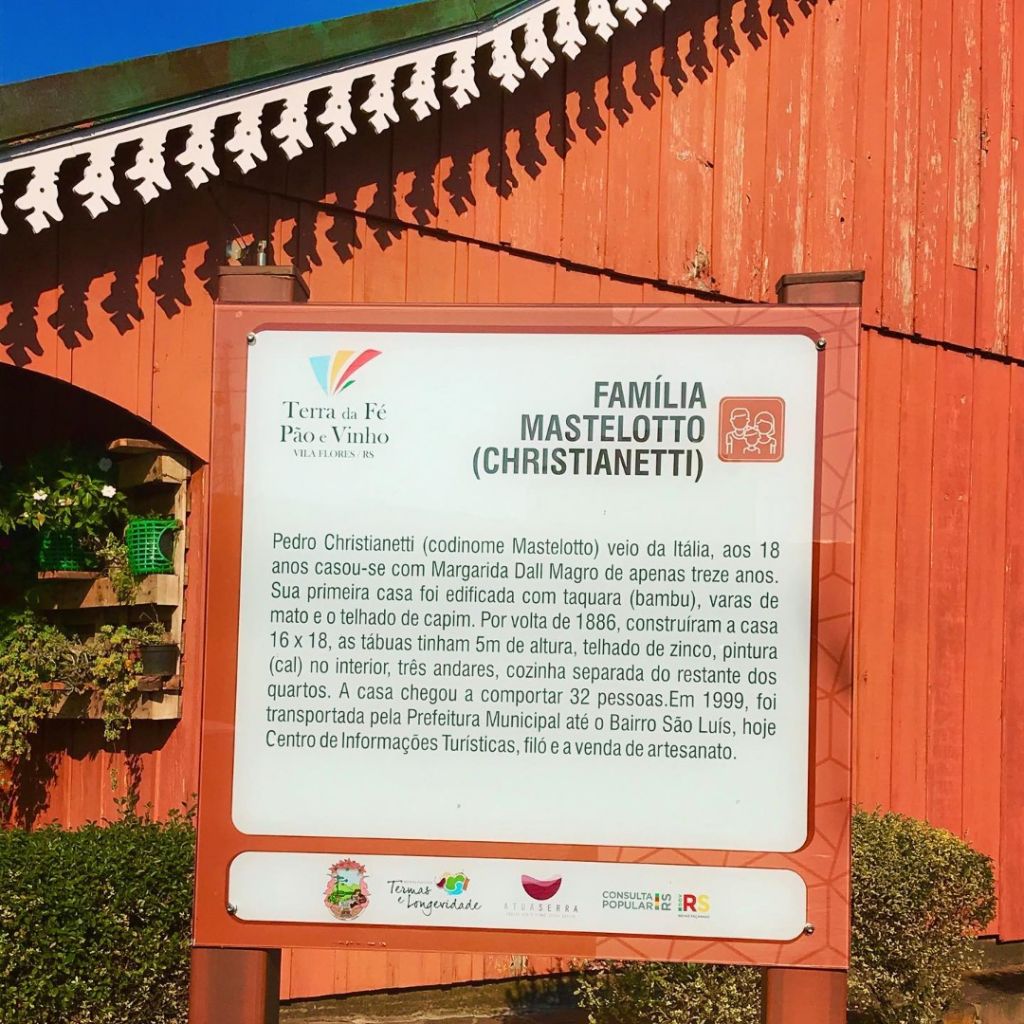 Terra da Fé
Pão e Vinho
VILA FLORES / RS
FAMÍLIA
MASTELOTTO
(CHRISTIANETTI)
Pedro Christianetti (codinome Mastelotto) veio da Itália, aos 18
anos casou-se com Margarida Dall Magro de apenas treze anos.
Sua primeira casa foi edificada com taquara (bambu), varas de
mato e o telhado de capim. Por volta de 1886, construíram a casa
16 x 18, as tábuas tinham 5m de altura, telhado de zinco, pintura
(cal) no interior, três andares, cozinha separada do restante dos
quartos. A casa chegou a comportar 32 pessoas.Em 1999, foi
transportada pela Prefeitura Municipal até o Bairro São Luís, hoje
Centro de Informações Turísticas, filó e a venda de artesanato.
Termas
e Longevidade
ATUASERRA
CONSULTA
POPULAR RS
RS